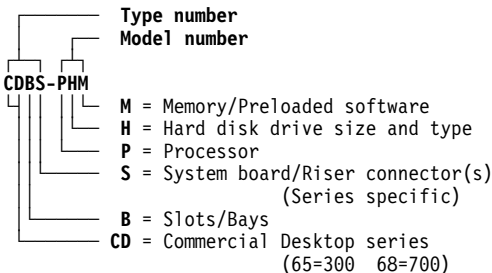 Type number
Model number
CDBS-PHM
M = Memory/Preloaded software
H = Hard disk drive size and type
P = Processor
S = System board/Riser connector(s)
(Series specific)
B = Slots/Bays
CD = Commercial Desktop series
(65=300 68=700)